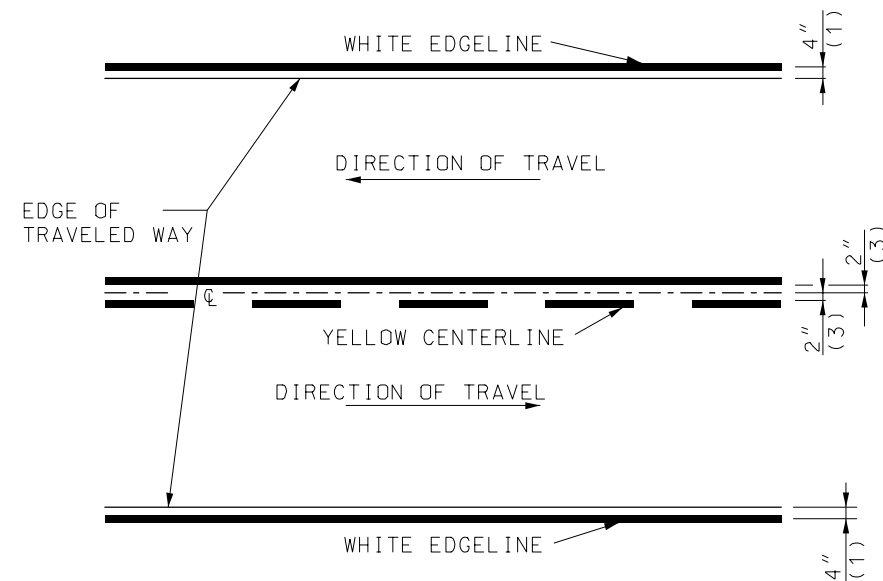 WHITE EDGELINE
4"
(1)
DIRECTION OF TRAVEL
EDGE OF
TRAVELED WAY
2"
(3)
℄
YELLOW CENTERLINE
2"
(3)
DIRECTION OF TRAVEL
WHITE EDGELINE
4"
(1)